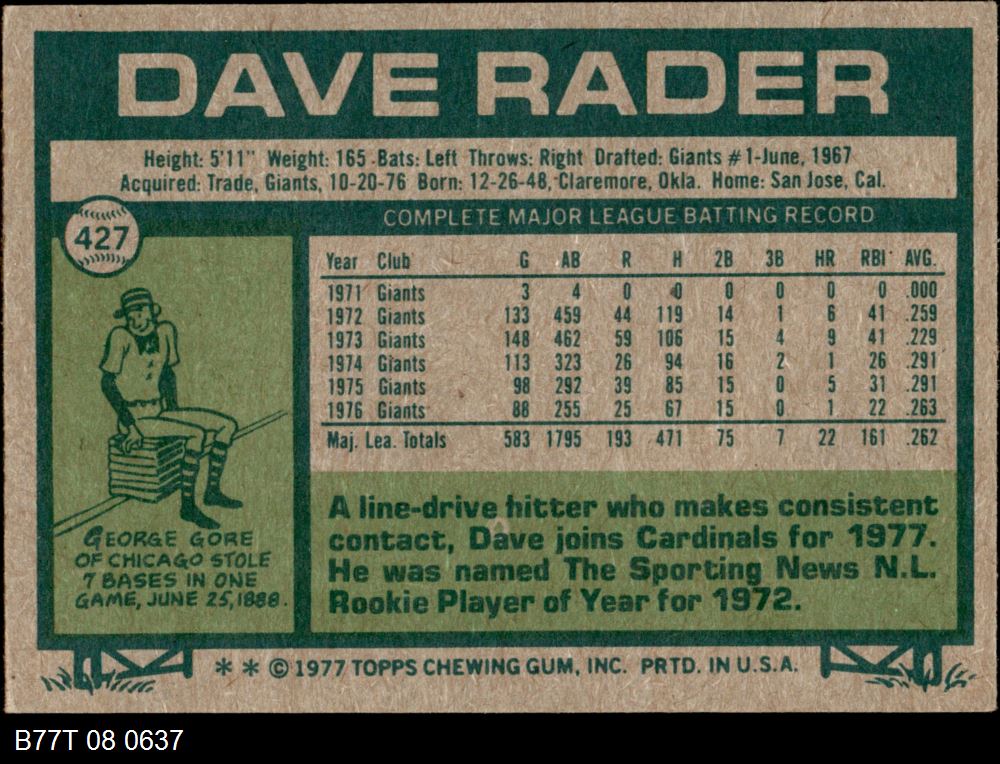 DAVE RADER
Height: 5'11" Weight: 165 Bats: Left Throws: Right Drafted: Giants #1-June, 1967
Acquired: Trade, Giants, 10-20-76 Born: 12-26-48, Claremore, Okla. Home: San Jose, Cal.
427
COMPLETE MAJOR LEAGUE BATTING RECORD
Year Club G AB R H 2B 3B HR RBI AVG.
1971 Giants 3 4 0 0 0 0 0 0 .000
1972 Giants 133 459 44 119 14 1 6 41 .259
1973 Giants 148 462 59 106 15 4 9 41 .229
1974 Giants 113 323 26 94 16 2 1 26 .291
1975 Giants 98 292 39 85 15 0 5 31 .291
1976 Giants 88 255 25 67 15 0 1 22 .263
Maj. Lea. Totals 583 1795 193 471 75 7 22 161 .262
GEORGE GORE
OF CHICAGO STOLE
7 BASES IN ONE
GAME, JUNE 25, 1888.
A line-drive hitter who makes consistent
contact, Dave joins Cardinals for 1977.
He was named The Sporting News N.L.
Rookie Player of Year for 1972.
* * © 1977 TOPPS CHEWING GUM, INC. PRTD. IN U.S.A.
B77T 08 0637